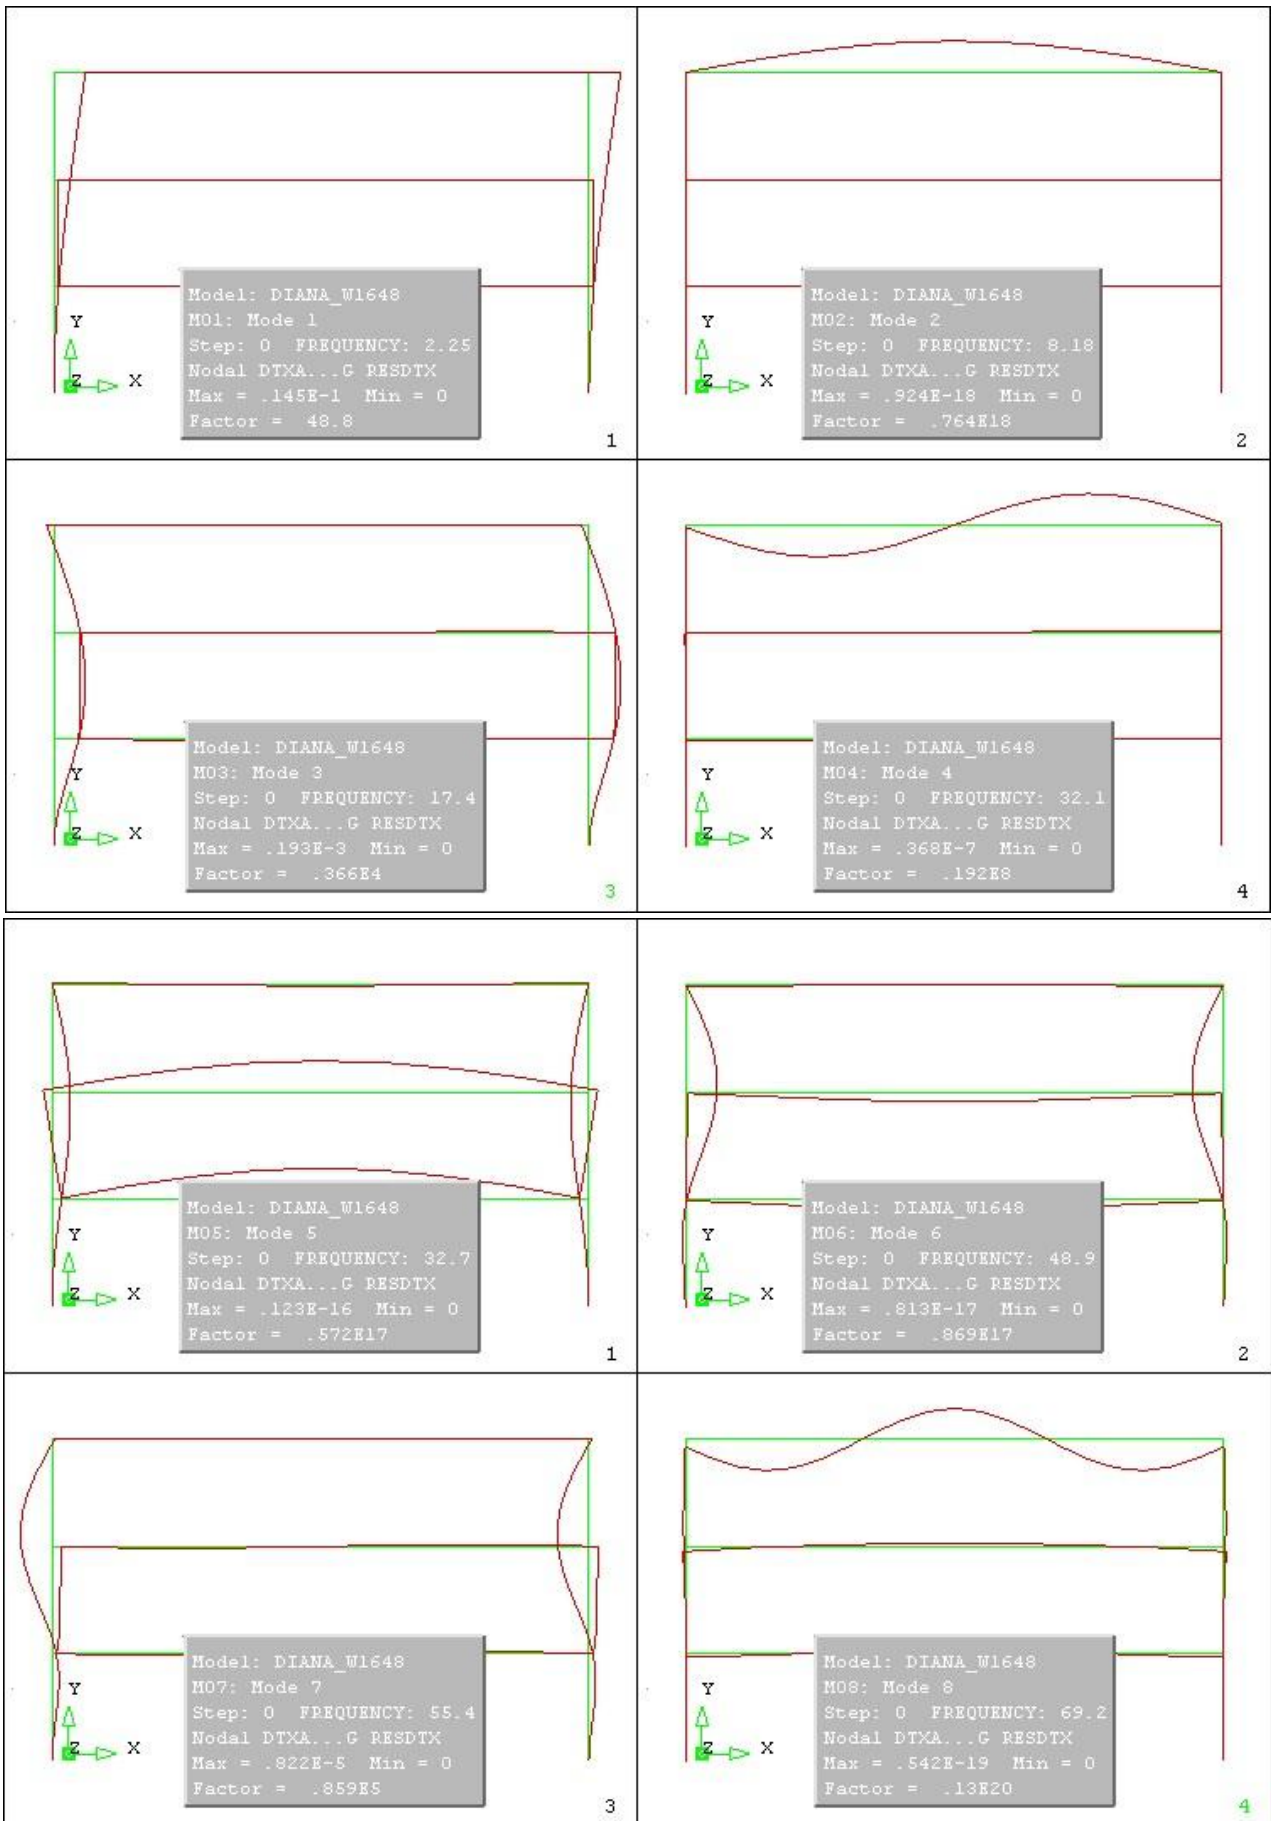 Model: DIANA_W1648
M01: Mode 1
Step: 0 FREQUENCY: 2.25
Nodal DTXA...G RESDTX
Max = .145E-1 Min = 0
Factor = 48.8
Y
Z X
1
Model: DIANA_W1648
M02: Mode 2
Step: 0 FREQUENCY: 8.18
Nodal DTXA...G RESDTX
Max = .924E-18 Min = 0
Factor = .764E18
Y
Z X
2
Model: DIANA_W1648
M03: Mode 3
Step: 0 FREQUENCY: 17.4
Nodal DTXA...G RESDTX
Max = .193E-3 Min = 0
Factor = .366E4
Y
Z X
3
Model: DIANA_W1648
M04: Mode 4
Step: 0 FREQUENCY: 32.1
Nodal DTXA...G RESDTX
Max = .368E-7 Min = 0
Factor = .192E8
Y
Z X
4
Model: DIANA_W1648
M05: Mode 5
Step: 0 FREQUENCY: 32.7
Nodal DTXA...G RESDTX
Max = .123E-16 Min = 0
Factor = .572E17
Y
Z X
1
Model: DIANA_W1648
M06: Mode 6
Step: 0 FREQUENCY: 48.9
Nodal DTXA...G RESDTX
Max = .813E-17 Min = 0
Factor = .869E17
Y
Z X
2
Model: DIANA_W1648
M07: Mode 7
Step: 0 FREQUENCY: 55.4
Nodal DTXA...G RESDTX
Max = .822E-5 Min = 0
Factor = .859E5
Y
Z X
3
Model: DIANA_W1648
M08: Mode 8
Step: 0 FREQUENCY: 69.2
Nodal DTXA...G RESDTX
Max = .542E-19 Min = 0
Factor = .13E20
Y
Z X
4